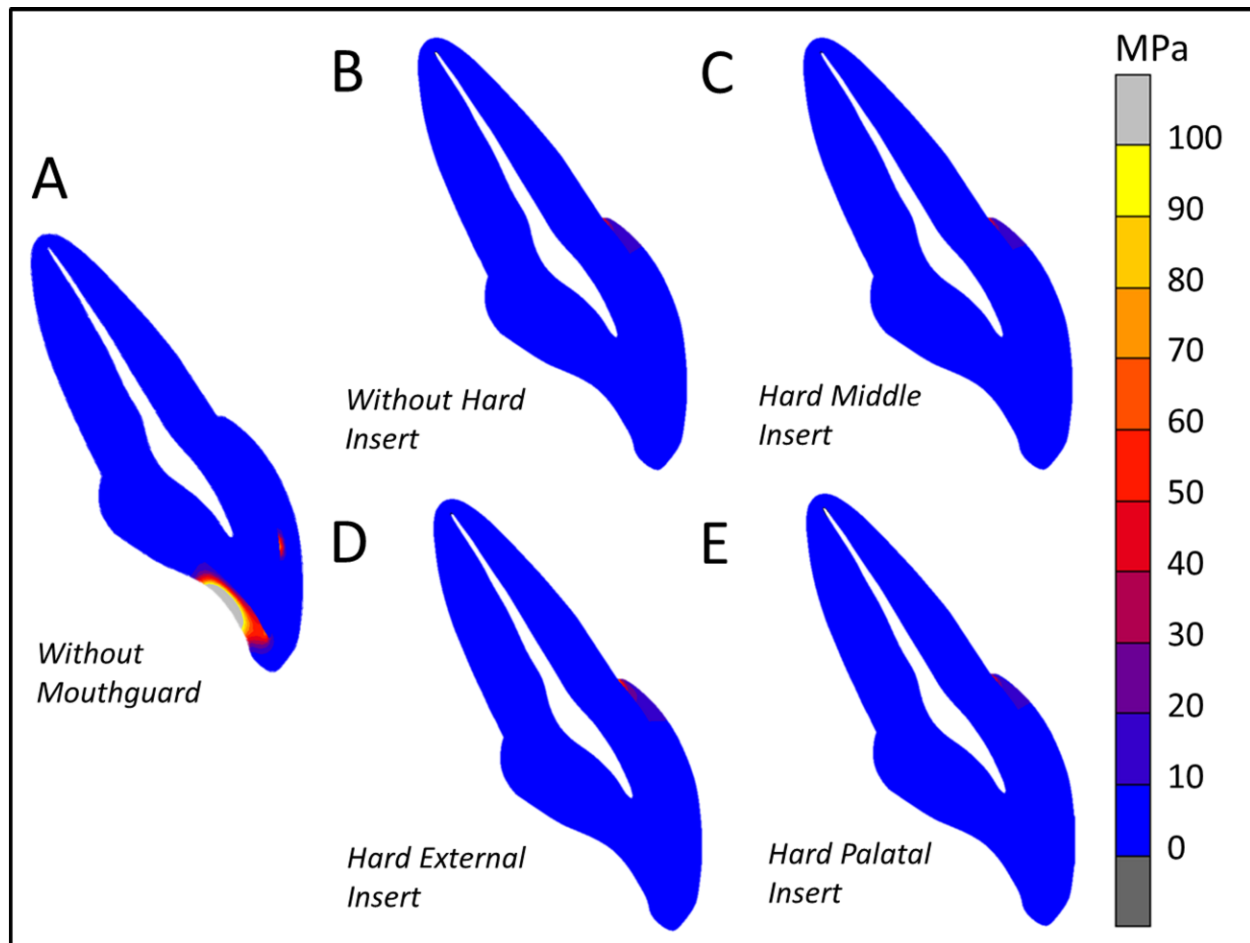 A
Without
Mouthguard
B
Without Hard
Insert
C
Hard Middle
Insert
D
Hard External
Insert
E
Hard Palatal
Insert
MPa
100
90
80
70
60
50
40
30
20
10
0